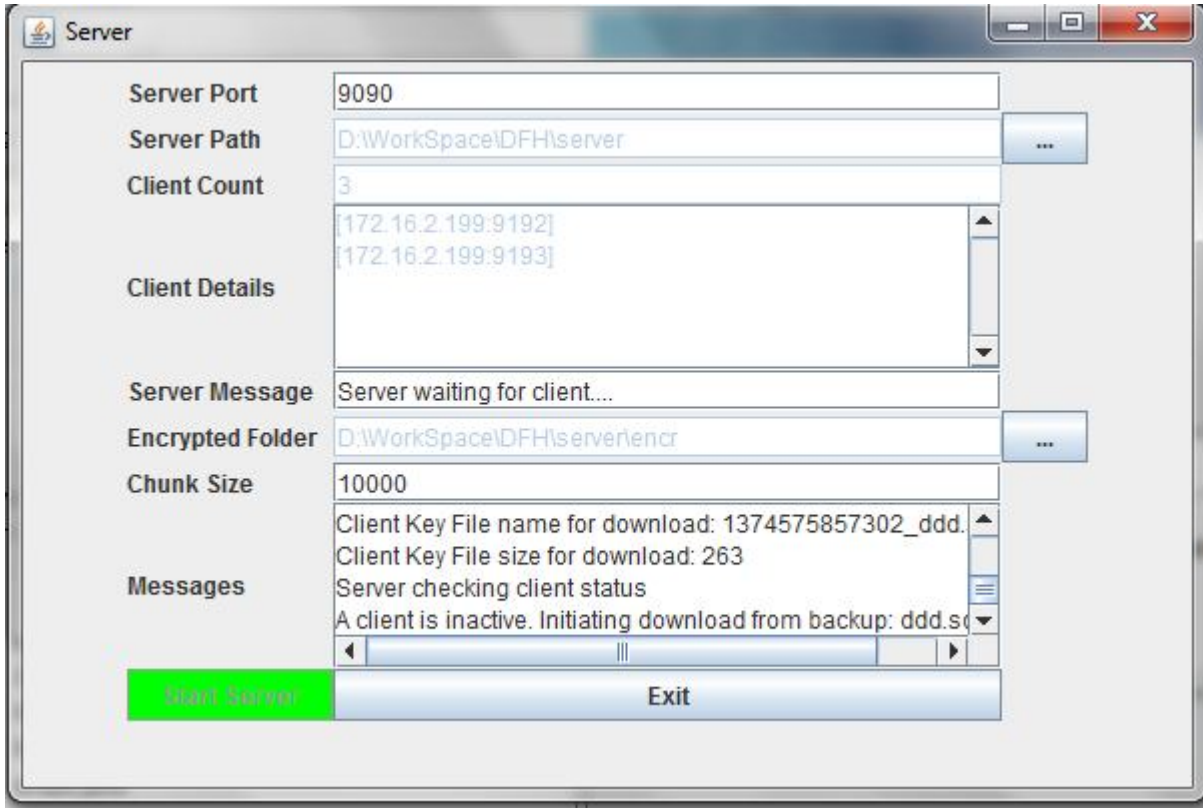 Server
Server Port 9090
Server Path D:\WorkSpace\DFH\server ...
Client Count 3
[172.16.2.199:9192]
[172.16.2.199:9193]
Client Details
Server Message Server waiting for client....
Encrypted Folder D:\WorkSpace\DFH\server\encr ...
Chunk Size 10000
Client Key File name for download: 1374575857302_ddd.
Client Key File size for download: 263
Messages Server checking client status
A client is inactive. Initiating download from backup: ddd.sc
Start Server Exit